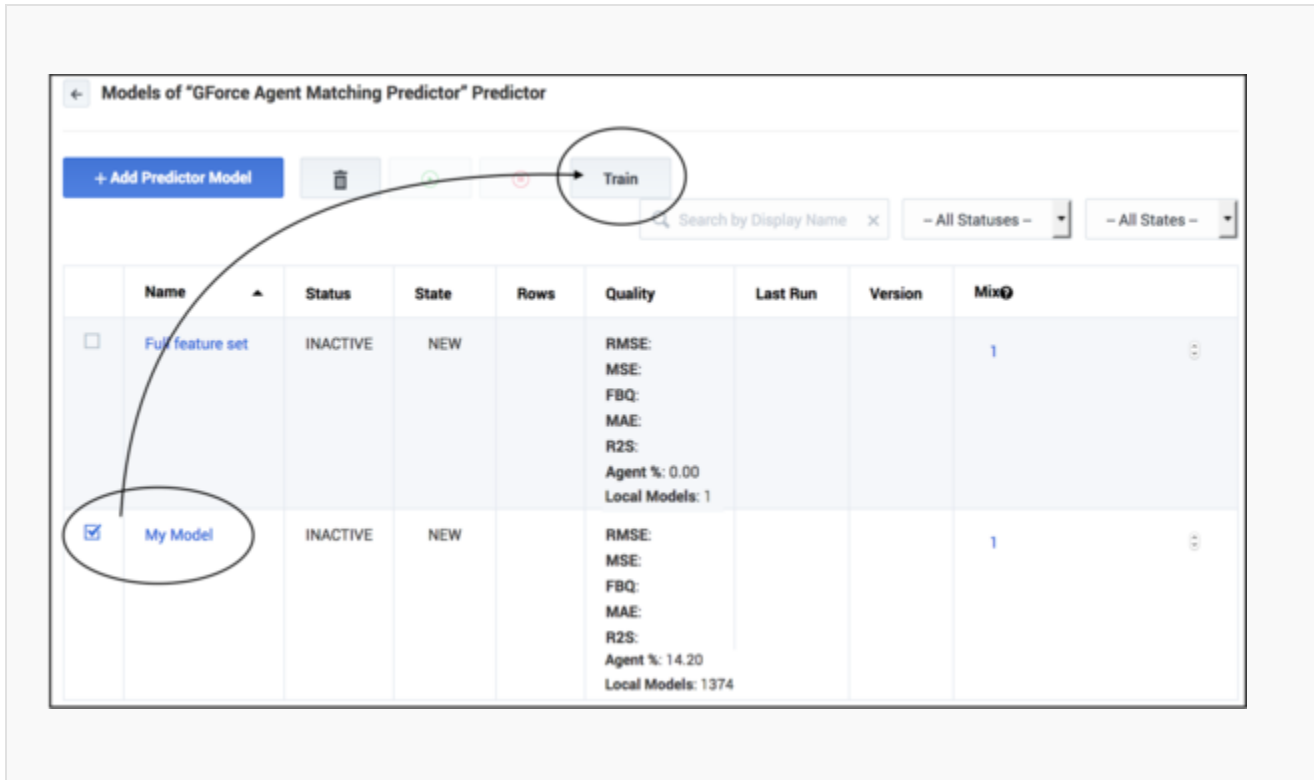 ← Models of "GForce Agent Matching Predictor" Predictor
+ Add Predictor Model Train
Search by Display Name × – All Statuses – – All States –
Name Status State Rows Quality Last Run Version Mix
Full feature set INACTIVE NEW RMSE: 1
MSE:
FBQ:
MAE:
R2S:
Agent %: 0.00
Local Models: 1
My Model INACTIVE NEW RMSE: 1
MSE:
FBQ:
MAE:
R2S:
Agent %: 14.20
Local Models: 1374